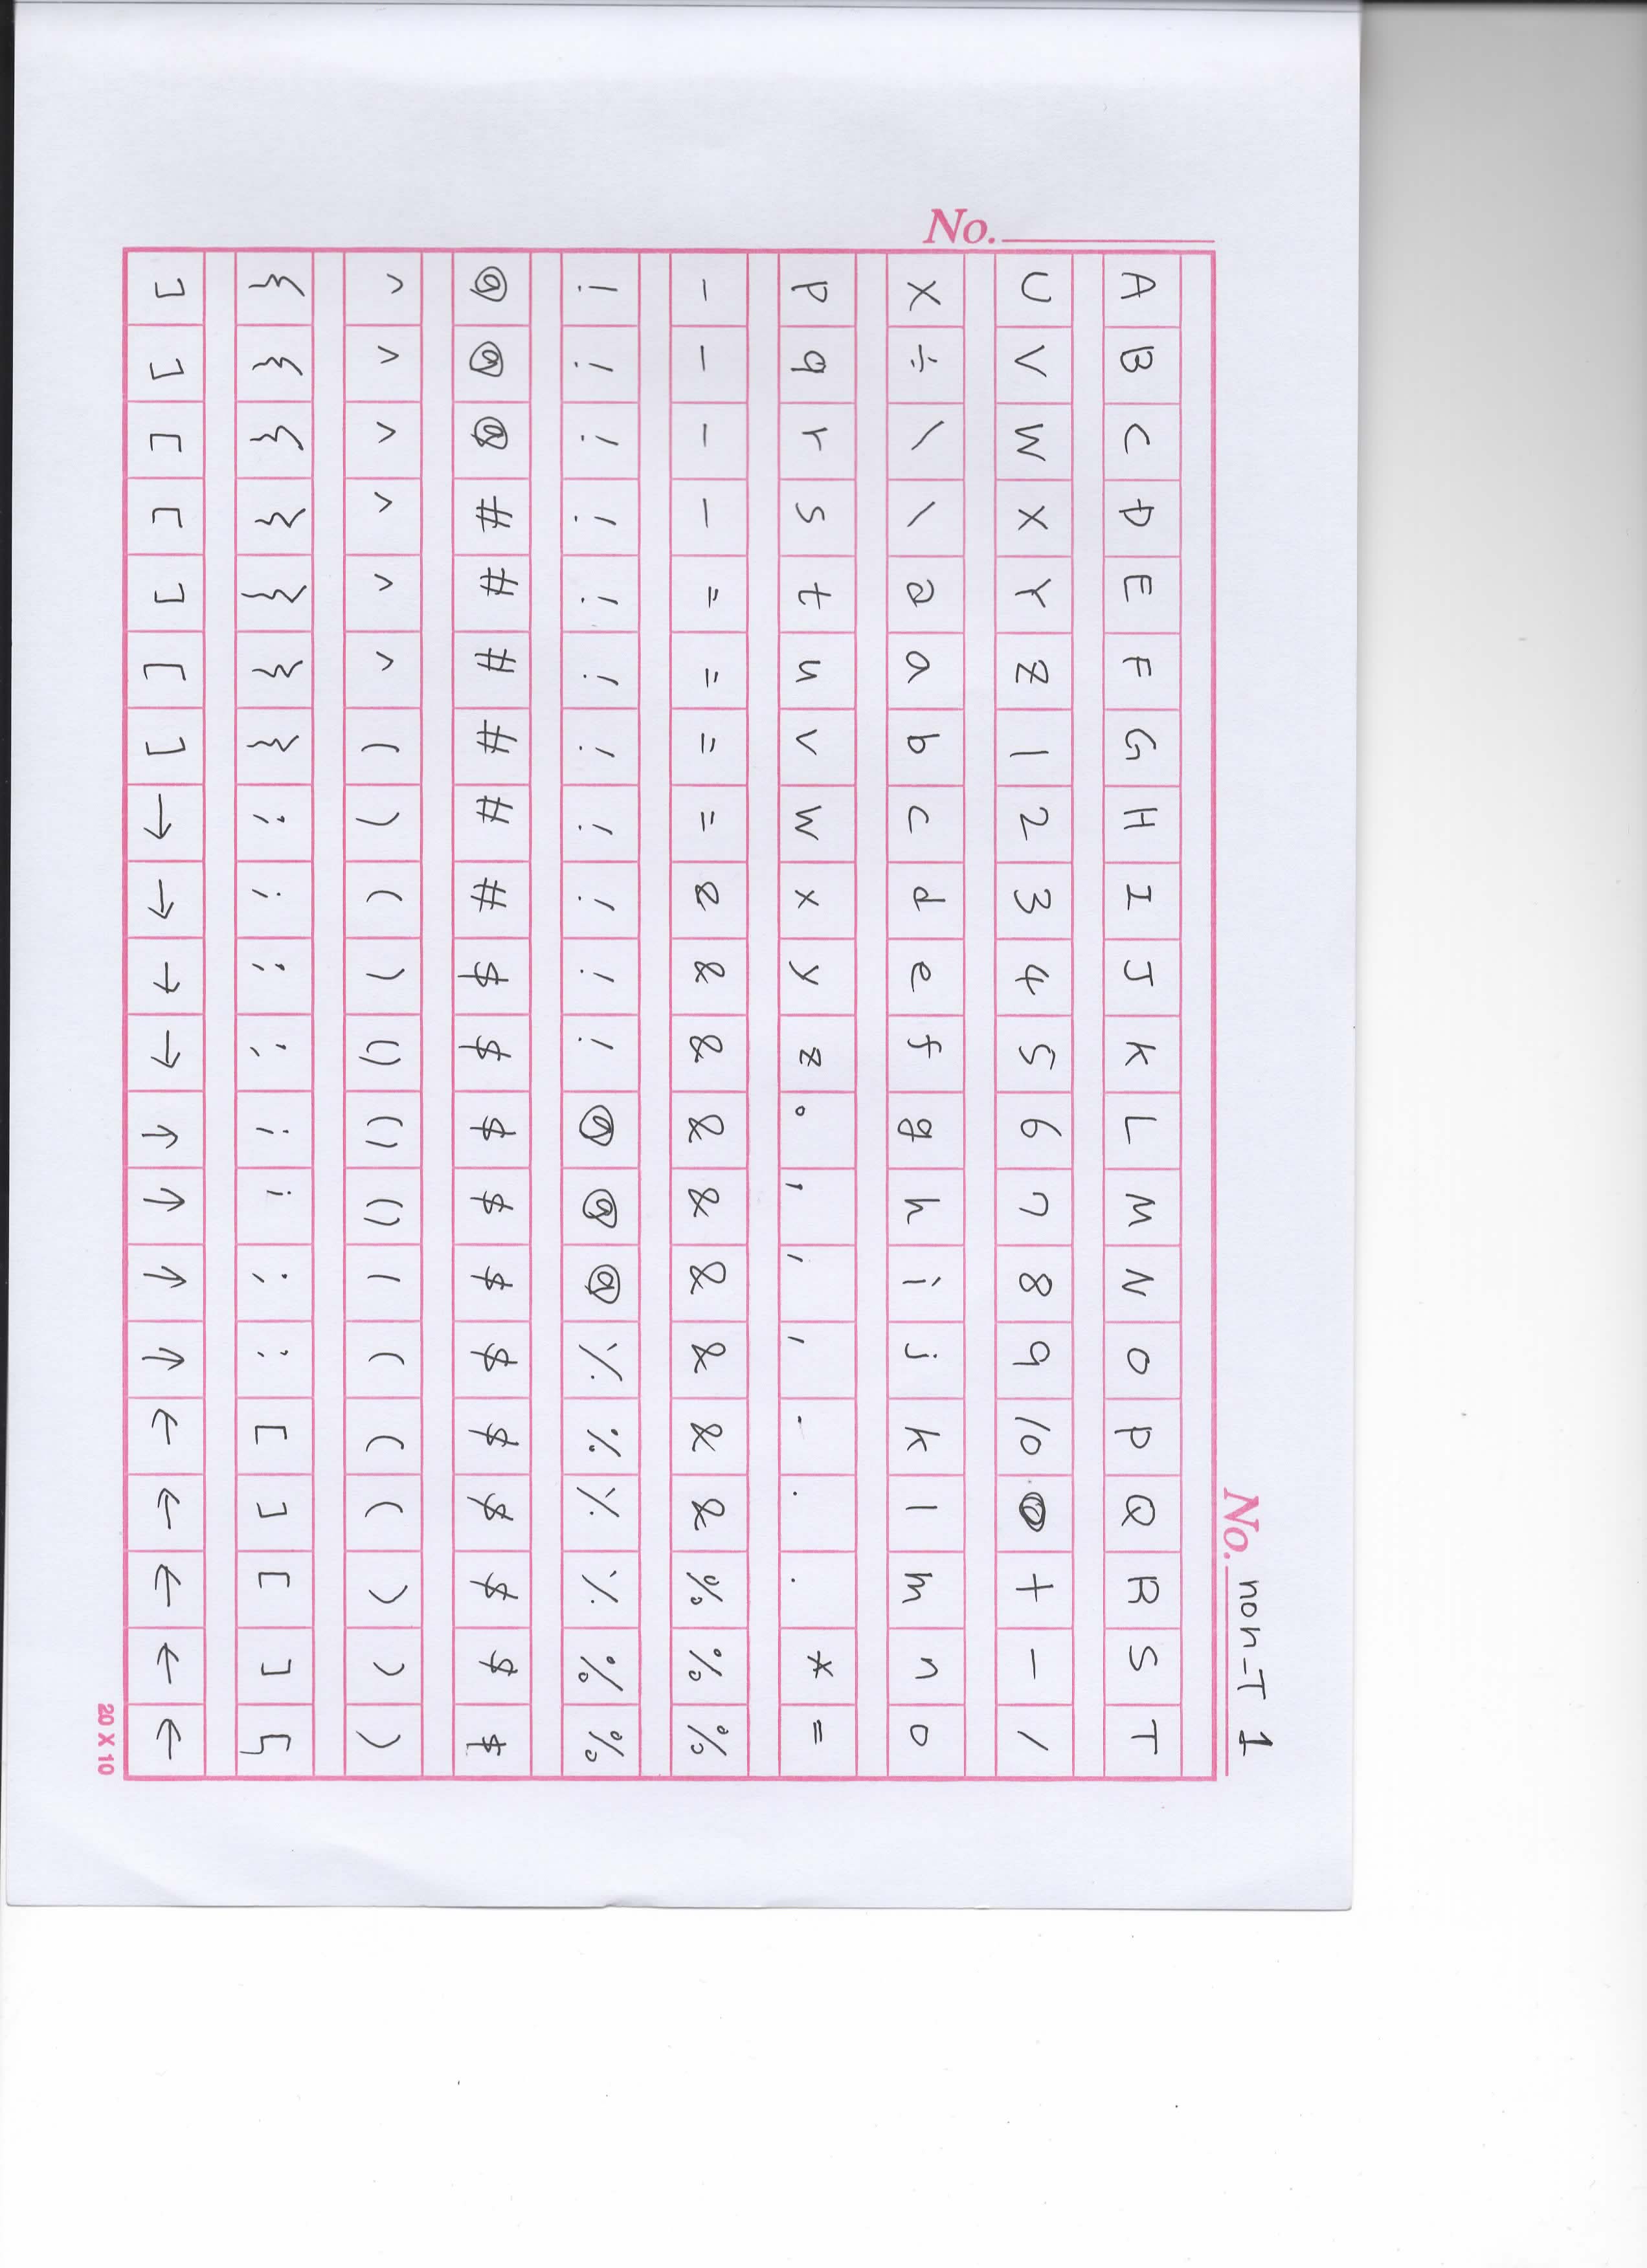 No. non-T 1
No.
A B C D E F G H I J K L M N O P Q R S T
U V W X Y Z 1 2 3 4 5 6 7 8 9 10 + - /
X ÷ / / a a b c d e f g h i j k l m n o
p q r s t u v w x y z 。 , , , . . . * =
- - - - = = = = & & & & & & & & & % % %
! ! ! ! ! ! ! ! ! ! ! @ @ @ % % % % % %
@ @ @ # # # # # # $ $ $ $ $ $ $ $ $ $ $
^ ^ ^ ^ ^ ^ ( ) ( ) () () () | ( ( ( ) ) )
{ { { } } } } ; ; ; ; ; ; ; ; [ ] [ ] }
] ] [ [ ] [ ] → → → → ↑ ↑ ↑ ↑ ← ← ← ← ←
20 X 10